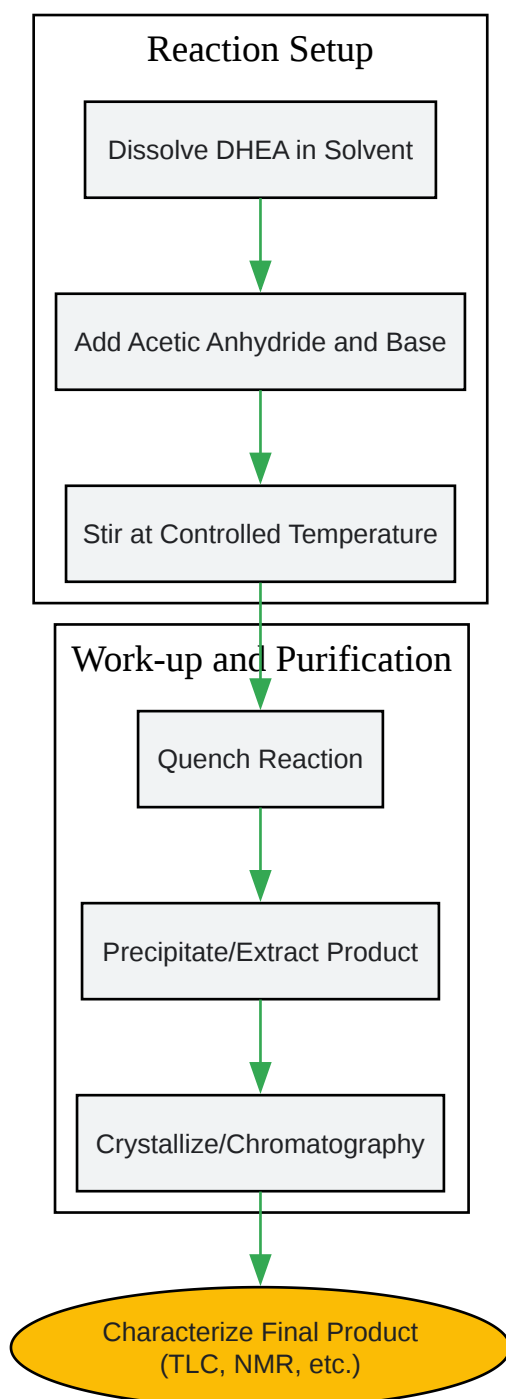 Reaction Setup
Dissolve DHEA in Solvent
Add Acetic Anhydride and Base
Stir at Controlled Temperature
Work-up and Purification
Quench Reaction
Precipitate/Extract Product
Crystallize/Chromatography
Characterize Final Product
(TLC, NMR, etc.)